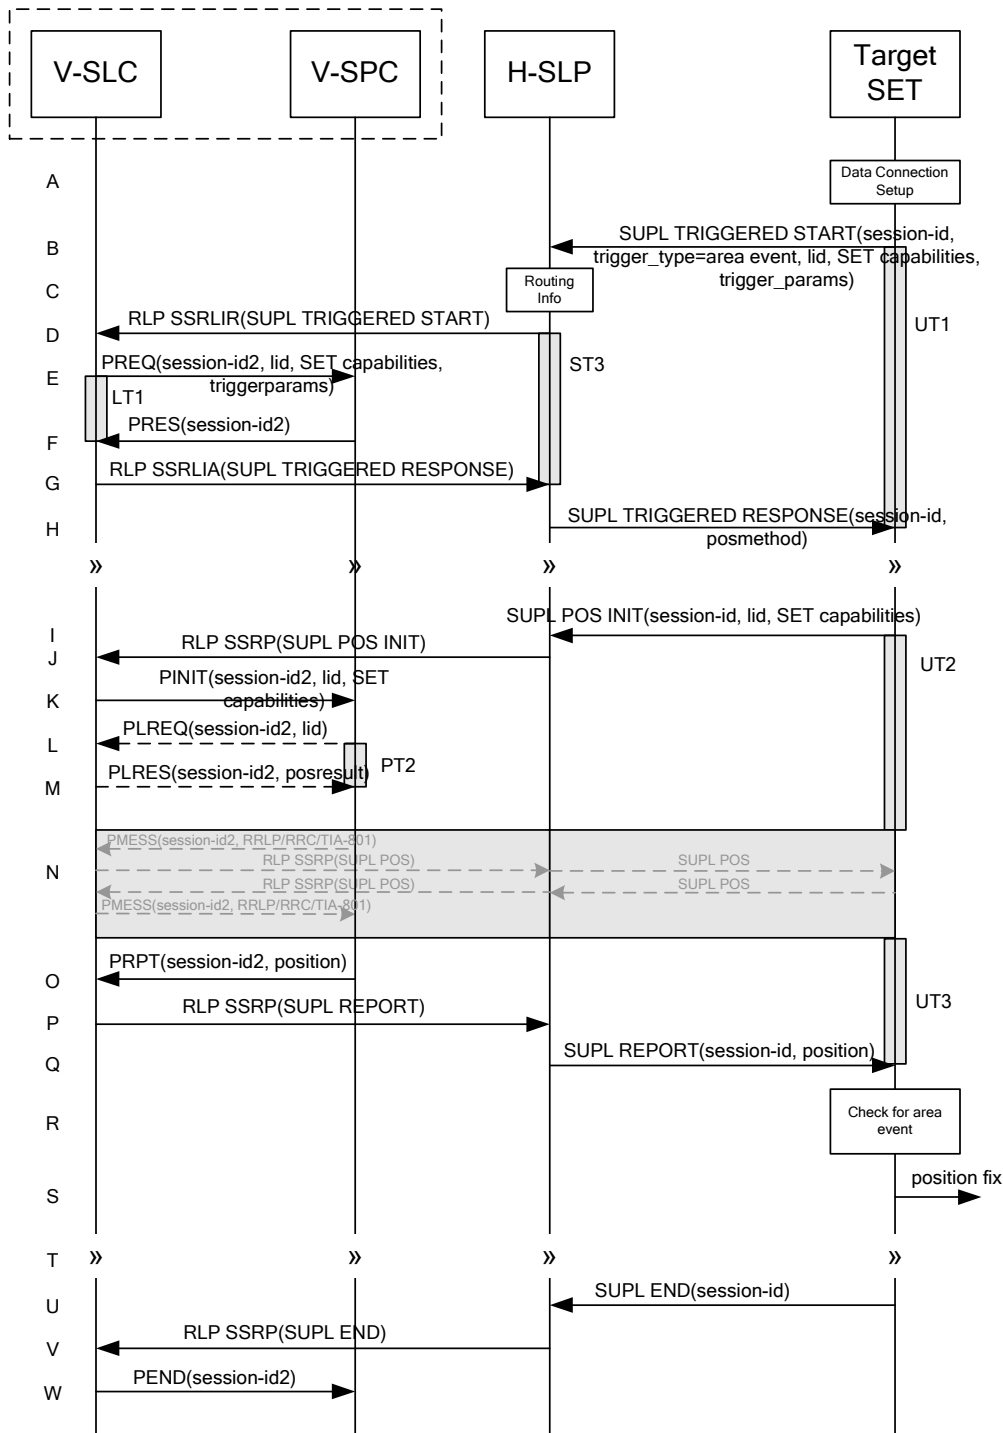 V-SLC
V-SPC
H-SLP
Target
SET
A
Data Connection
Setup
B
SUPL TRIGGERED START(session-id,
trigger_type=area event, lid, SET capabilities,
trigger_params)
C
Routing
Info
UT1
D
RLP SSRLIR(SUPL TRIGGERED START)
ST3
E
PREQ(session-id2, lid, SET capabilities,
triggerparams)
LT1
F
PRES(session-id2)
G
RLP SSRLIA(SUPL TRIGGERED RESPONSE)
H
SUPL TRIGGERED RESPONSE(session-id,
posmethod)
» » » »
I
SUPL POS INIT(session-id, lid, SET capabilities)
J
RLP SSRP(SUPL POS INIT)
UT2
K
PINIT(session-id2, lid, SET
capabilities)
L
PLREQ(session-id2, lid)
PT2
M
PLRES(session-id2, posresult)
N
PMESS(session-id2, RRLP/RRC/TIA-801)
RLP SSRP(SUPL POS)
SUPL POS
RLP SSRP(SUPL POS)
SUPL POS
PMESS(session-id2, RRLP/RRC/TIA-801)
O
PRPT(session-id2, position)
P
RLP SSRP(SUPL REPORT)
UT3
Q
SUPL REPORT(session-id, position)
R
Check for area
event
S
position fix
T
» » » »
U
SUPL END(session-id)
V
RLP SSRP(SUPL END)
W
PEND(session-id2)